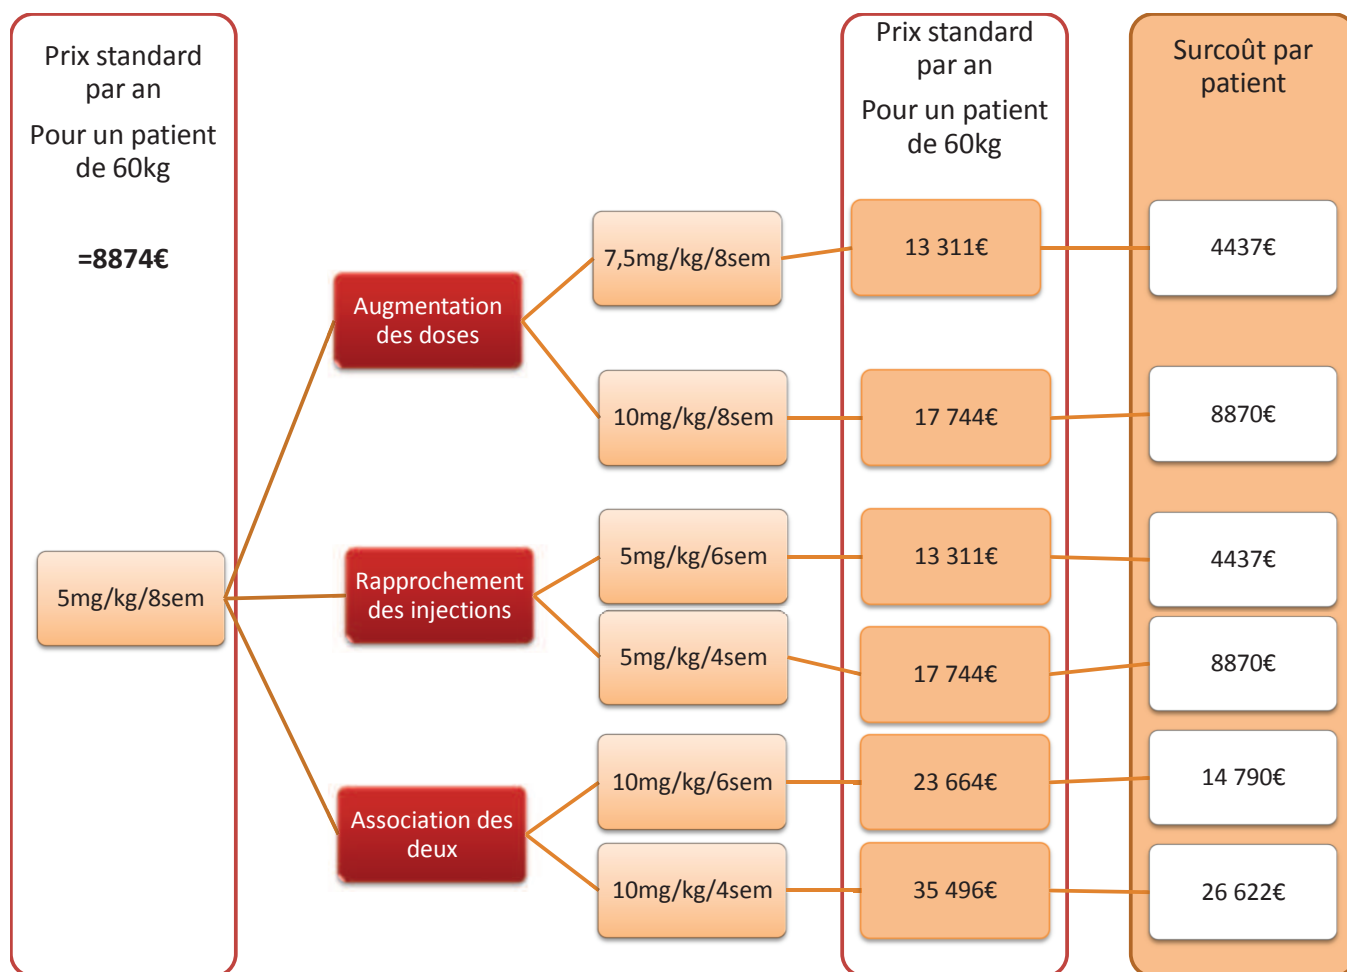 Prix standard
par an
Pour un patient
de 60kg
=8874€
5mg/kg/8sem
Augmentation
des doses
7,5mg/kg/8sem
10mg/kg/8sem
Rapprochement
des injections
5mg/kg/6sem
5mg/kg/4sem
Association des
deux
10mg/kg/6sem
10mg/kg/4sem
Prix standard
par an
Pour un patient
de 60kg
13 311€
17 744€
13 311€
17 744€
23 664€
35 496€
Surcoût par
patient
4437€
8870€
4437€
8870€
14 790€
26 622€